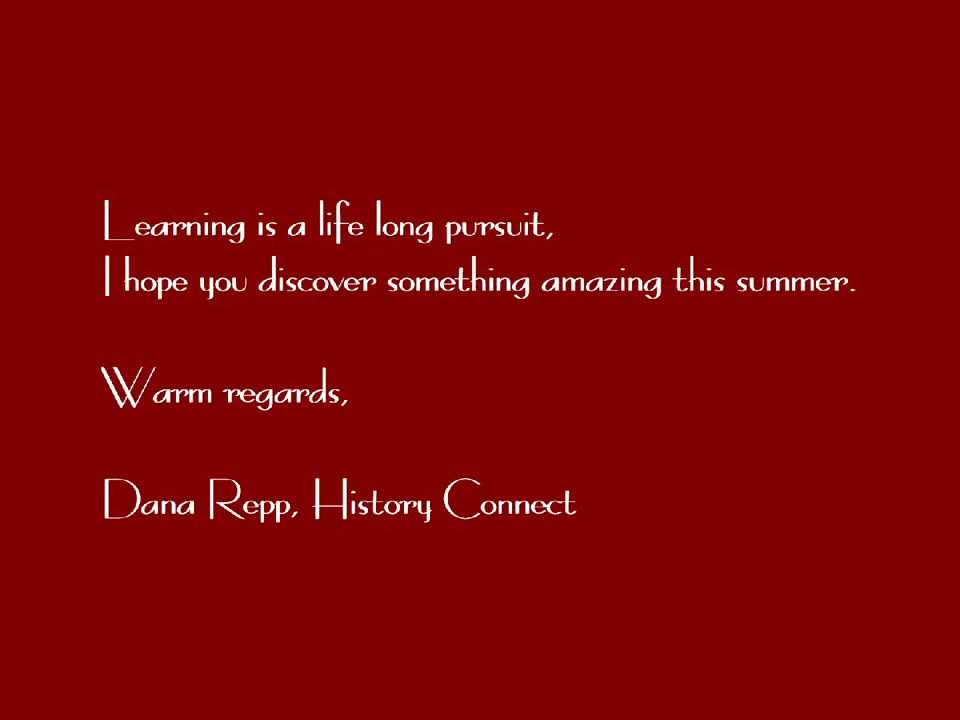 Learning is a life long pursuit,
I hope you discover something amazing this summer.
Warm regards,
Dana Repp, History Connect